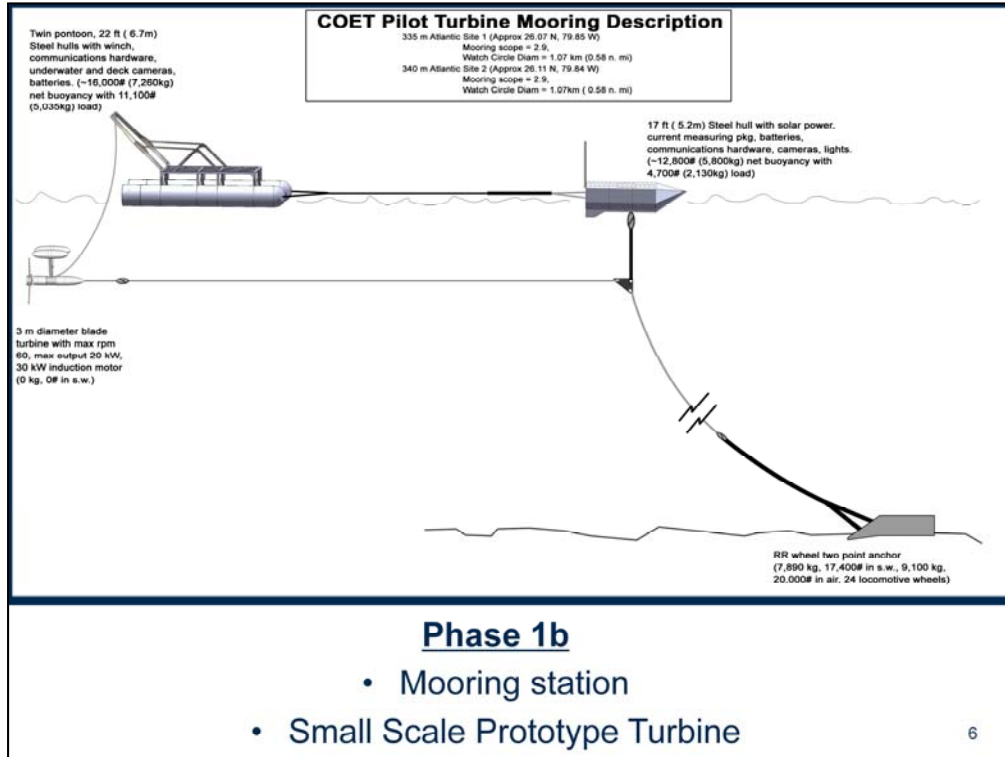 COET Pilot Turbine Mooring Description
335 m Atlantic Site 1 (Approx 26.07 N, 79.85 W)
Mooring scope = 2.9,
Watch Circle Diam = 1.07 km (0.58 n. mi)
340 m Atlantic Site 2 (Approx 26.11 N, 79.84 W)
Mooring scope = 2.9,
Watch Circle Diam = 1.07km ( 0.58 n. mi)
Twin pontoon, 22 ft ( 6.7m)
Steel hulls with winch,
communications hardware,
underwater and deck cameras,
batteries. (~16,000# (7,260kg)
net buoyancy with 11,100#
(5,035kg) load)
17 ft ( 5.2m) Steel hull with solar power.
current measuring pkg, batteries,
communications hardware, cameras, lights.
(~12,800# (5,800kg) net buoyancy with
4,700# (2,130kg) load)
3 m diameter blade
turbine with max rpm
60, max output 20 kW,
30 kW induction motor
(0 kg, 0# in s.w.)
RR wheel two point anchor
(7,890 kg, 17,400# in s.w., 9,100 kg,
20,000# in air, 24 locomotive wheels)
Phase 1b
• Mooring station
• Small Scale Prototype Turbine
6